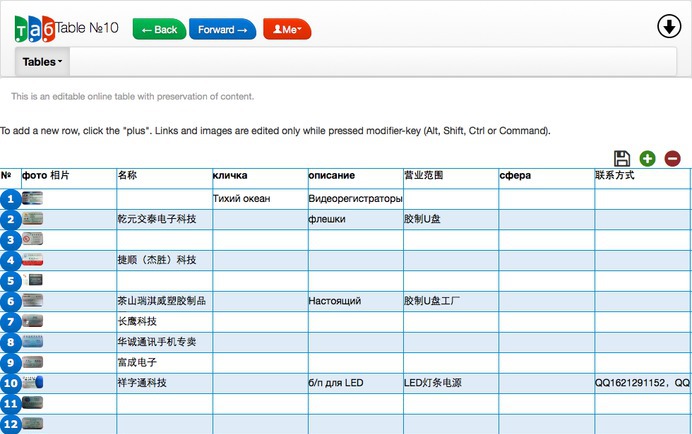 таб Table №10 ← Back Forward → Me
Tables
This is an editable online table with preservation of content.
To add a new row, click the "plus". Links and images are edited only while pressed modifier-key (Alt, Shift, Ctrl or Command).
№ фото 相片 名称 кличка описание 营业范围 сфера 联系方式
1 Тихий океан Видеорегистраторы
2 乾元交泰电子科技 флешки 胶制U盘
3
4 捷顺（杰胜）科技
5
6 茶山瑞淇威塑胶制品 Настоящий 胶制U盘工厂
7 长鹰科技
8 华诚通讯手机专卖
9 富成电子
10 祥字通科技 б/п для LED LED灯条电源 QQ1621291152，QQ
11
12